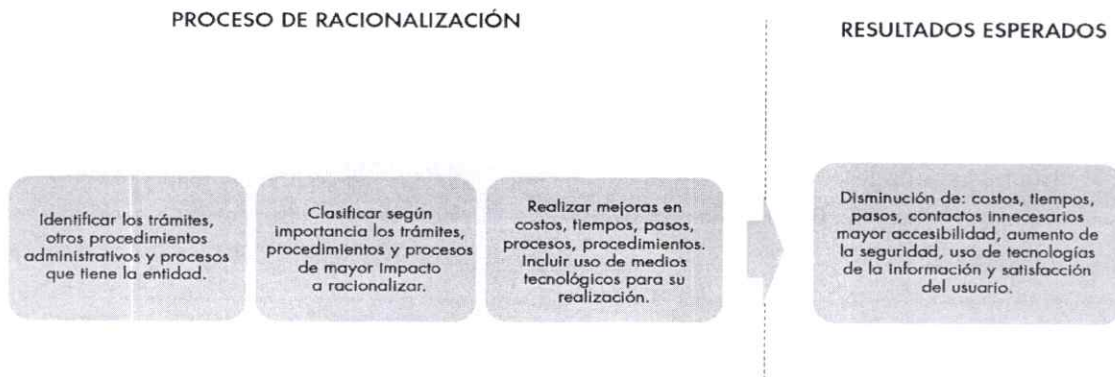 PROCESO DE RACIONALIZACIÓN
RESULTADOS ESPERADOS
Identificar los trámites,
otros procedimientos
administrativos y procesos
que tiene la entidad.
Clasificar según
importancia los trámites,
procedimientos y procesos
de mayor impacto
a racionalizar.
Realizar mejoras en
costos, tiempos, pasos,
procesos, procedimientos.
Incluir uso de medios
tecnológicos para su
realización.
Disminución de: costos, tiempos,
pasos, contactos innecesarios
mayor accesibilidad, aumento de
la seguridad, uso de tecnologías
de la información y satisfacción
del usuario.